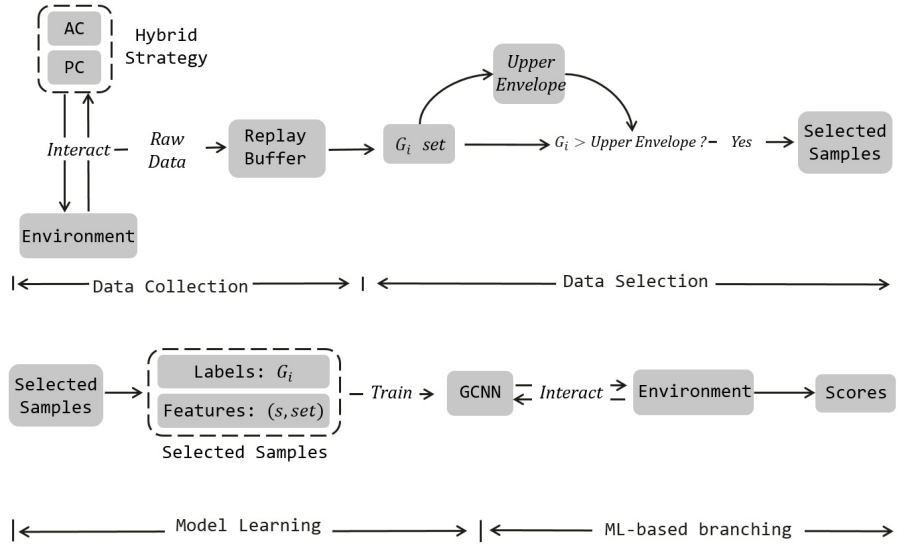 AC
PC
Hybrid
Strategy
Interact
Raw
Data
Environment
Replay
Buffer
G_i set
Upper
Envelope
G_i > Upper Envelope ?
Yes
Selected
Samples
Data Collection
Data Selection
Selected
Samples
Labels: G_i
Features: (s, set)
Selected Samples
Train
GCNN
Interact
Environment
Scores
Model Learning
ML-based branching